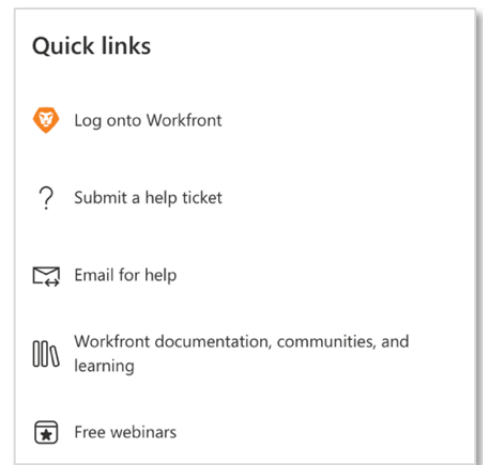 Quick links
Log onto Workfront
Submit a help ticket
Email for help
Workfront documentation, communities, and
learning
Free webinars